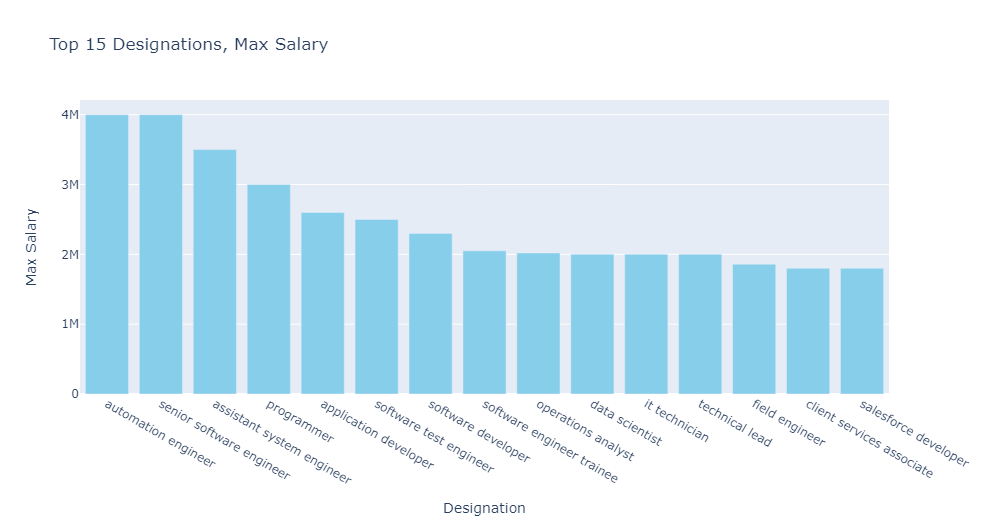 Top 15 Designations, Max Salary
Max Salary
4M
3M
2M
1M
0
automation engineer
senior software engineer
assistant system engineer
programmer
application developer
software test engineer
software developer
software engineer trainee
operations analyst
data scientist
it technician
technical lead
field engineer
client services associate
salesforce developer
Designation